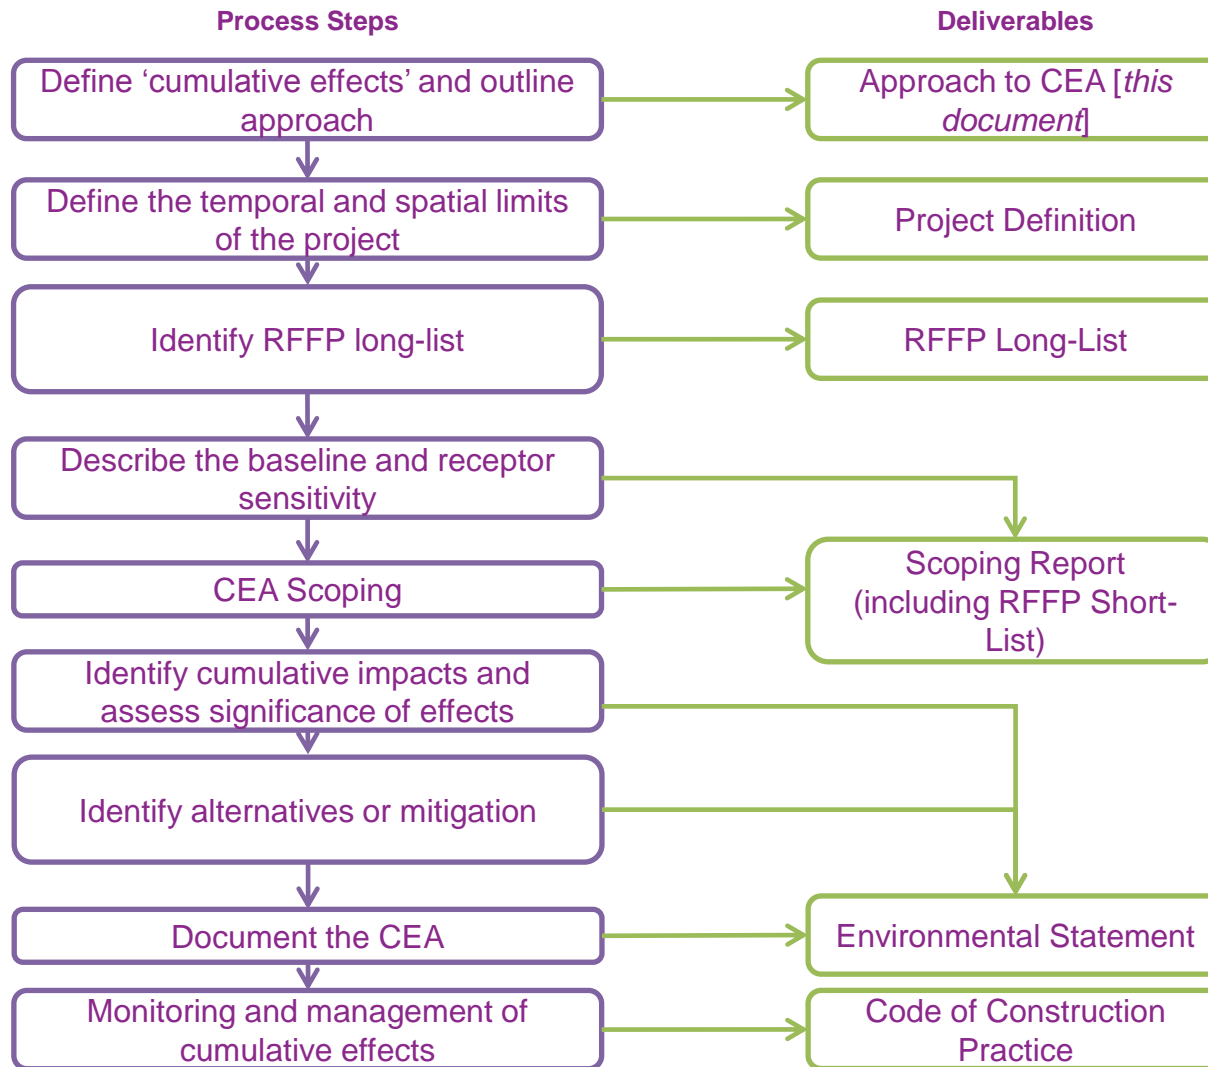 Process Steps
Deliverables
Define ‘cumulative effects’ and outline
approach
Approach to CEA [this
document]
Define the temporal and spatial limits
of the project
Project Definition
Identify RFFP long-list
RFFP Long-List
Describe the baseline and receptor
sensitivity
CEA Scoping
Scoping Report
(including RFFP Short-
List)
Identify cumulative impacts and
assess significance of effects
Identify alternatives or mitigation
Document the CEA
Environmental Statement
Monitoring and management of
cumulative effects
Code of Construction
Practice